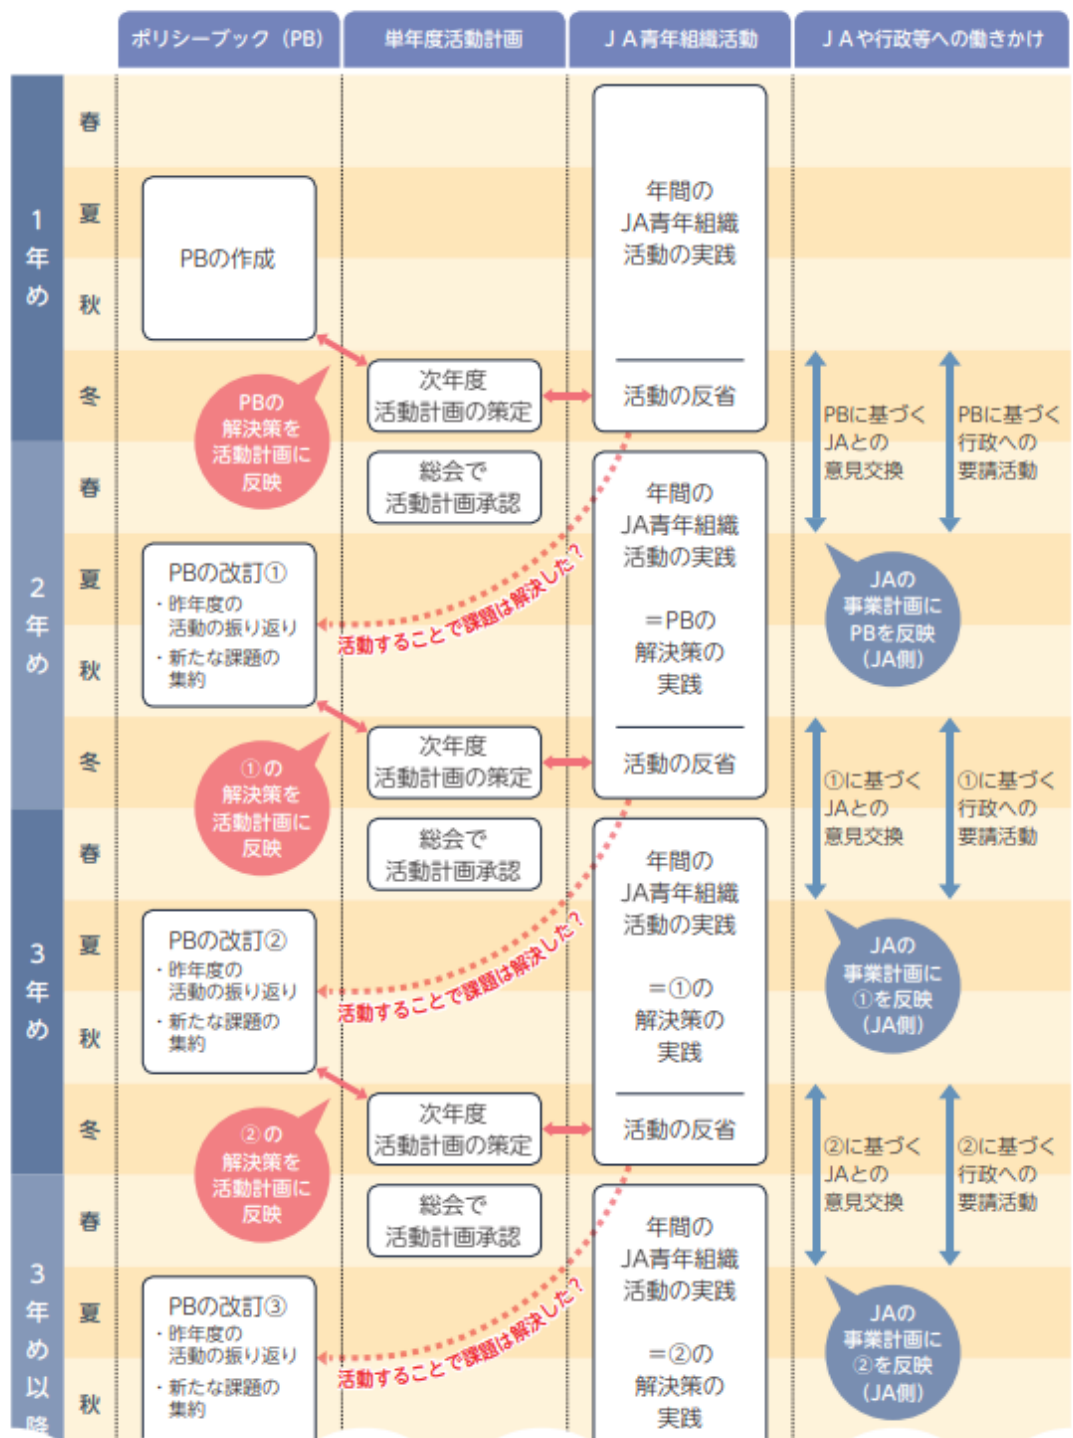 ポリシーブック（PB）
単年度活動計画
ＪＡ青年組織活動
ＪＡや行政等への働きかけ
1
年
め
春
夏
秋
冬
PBの作成
年間の
JA青年組織
活動の実践
活動の反省
次年度
活動計画の策定
PBの
解決策を
活動計画に
反映
PBに基づく
JAとの
意見交換
PBに基づく
行政への
要請活動
2
年
め
春
夏
秋
冬
総会で
活動計画承認
年間の
JA青年組織
活動の実践
＝PBの
解決策の
実践
活動の反省
PBの改訂①
・昨年度の
活動の振り返り
・新たな課題の
集約
活動することで課題は解決した？
JAの
事業計画に
PBを反映
（JA側）
次年度
活動計画の策定
①の
解決策を
活動計画に
反映
①に基づく
JAとの
意見交換
①に基づく
行政への
要請活動
3
年
め
春
夏
秋
冬
総会で
活動計画承認
年間の
JA青年組織
活動の実践
＝①の
解決策の
実践
活動の反省
PBの改訂②
・昨年度の
活動の振り返り
・新たな課題の
集約
活動することで課題は解決した？
JAの
事業計画に
①を反映
（JA側）
次年度
活動計画の策定
②の
解決策を
活動計画に
反映
②に基づく
JAとの
意見交換
②に基づく
行政への
要請活動
3
年
め
以
降
春
夏
秋
総会で
活動計画承認
年間の
JA青年組織
活動の実践
＝②の
解決策の
実践
PBの改訂③
・昨年度の
活動の振り返り
・新たな課題の
集約
活動することで課題は解決した？
JAの
事業計画に
②を反映
（JA側）